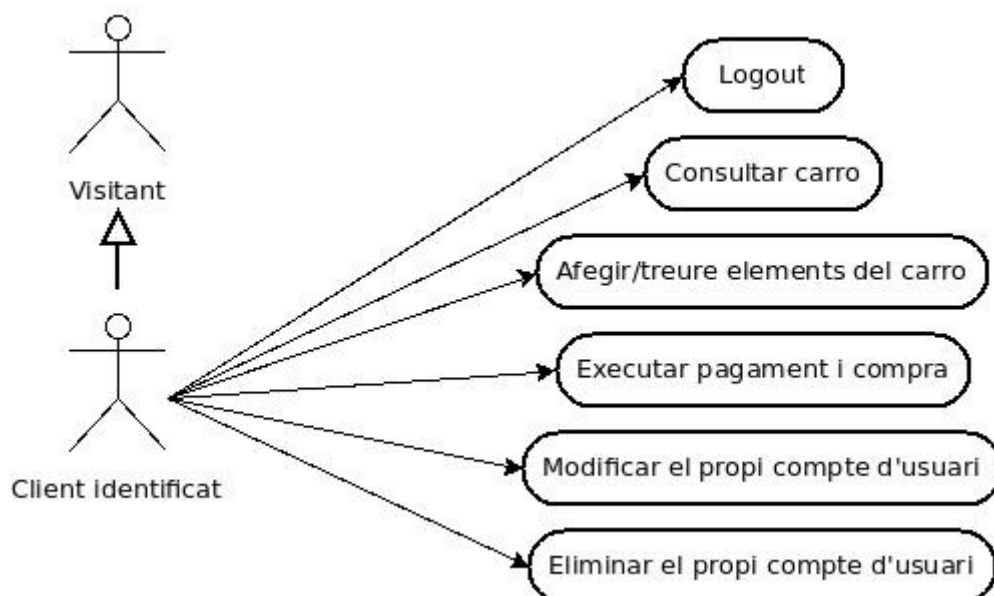 Visitant
Client identificat
Logout
Consultar carro
Afegir/treure elements del carro
Executar pagament i compra
Modificar el propi compte d'usuari
Eliminar el propi compte d'usuari